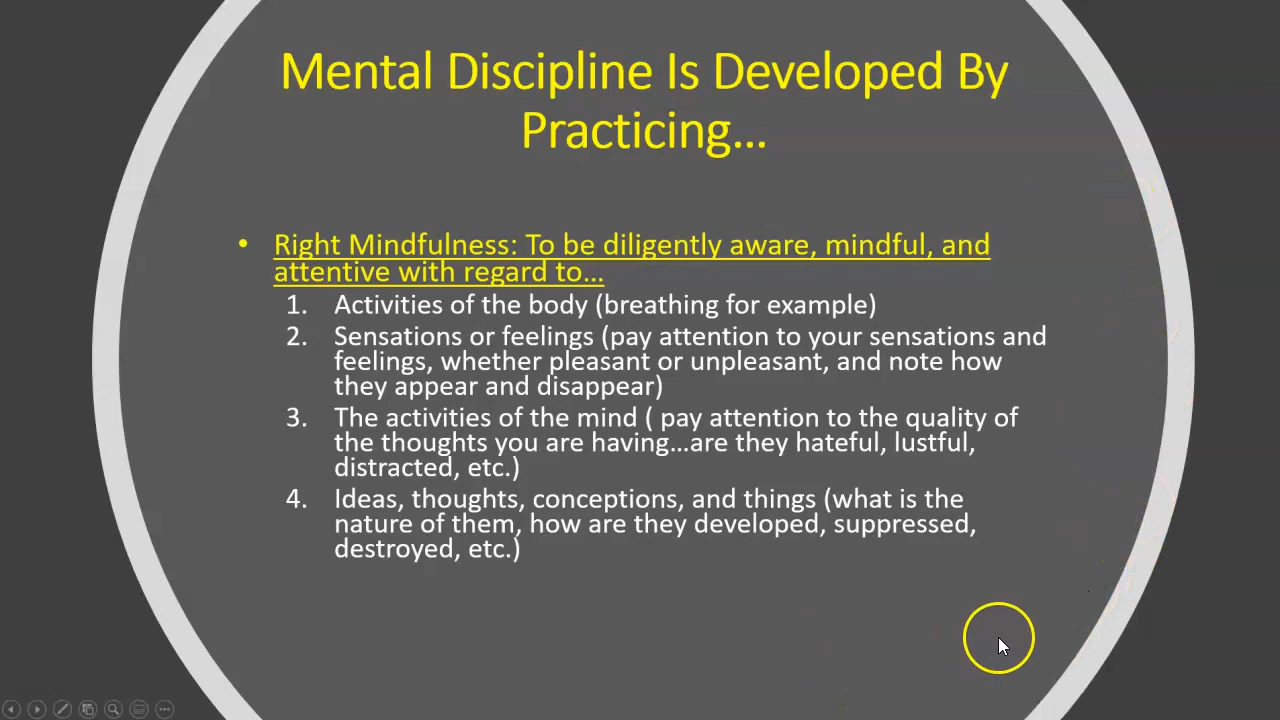 Mental Discipline Is Developed By
Practicing…
• Right Mindfulness: To be diligently aware, mindful, and
attentive with regard to…
1. Activities of the body (breathing for example)
2. Sensations or feelings (pay attention to your sensations and
feelings, whether pleasant or unpleasant, and note how
they appear and disappear)
3. The activities of the mind ( pay attention to the quality of
the thoughts you are having…are they hateful, lustful,
distracted, etc.)
4. Ideas, thoughts, conceptions, and things (what is the
nature of them, how are they developed, suppressed,
destroyed, etc.)